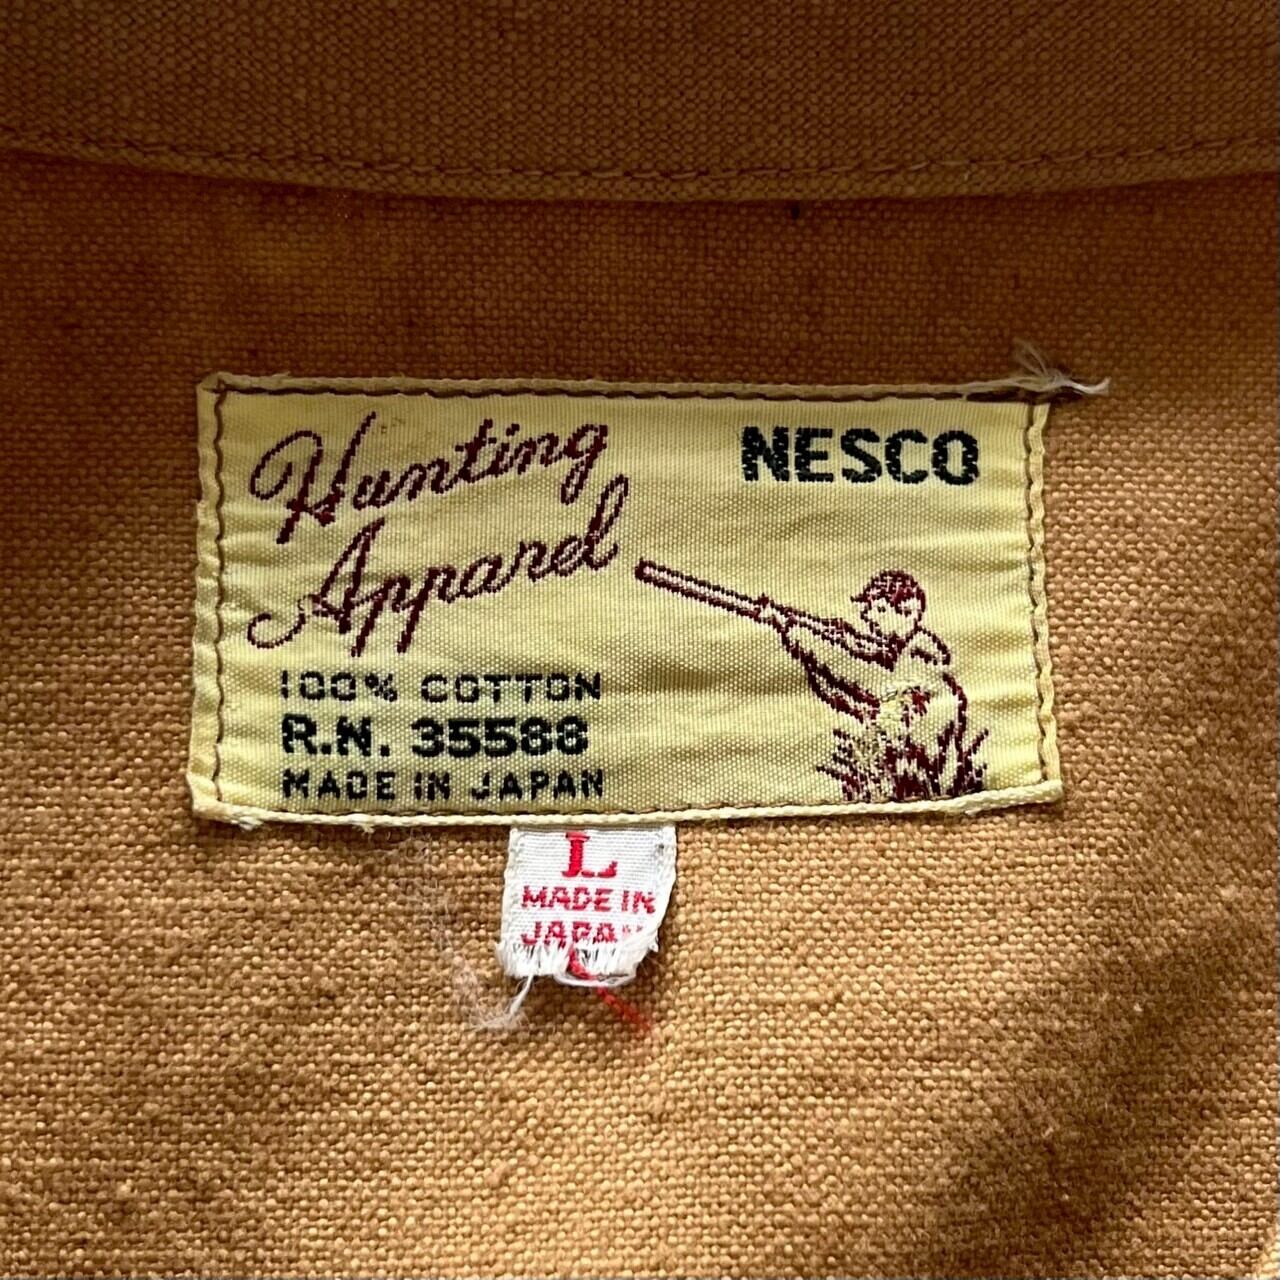 Hunting
Apparel
NESCO
100% COTTON
R.N. 35588
MADE IN JAPAN
L
MADE IN
JAPAN